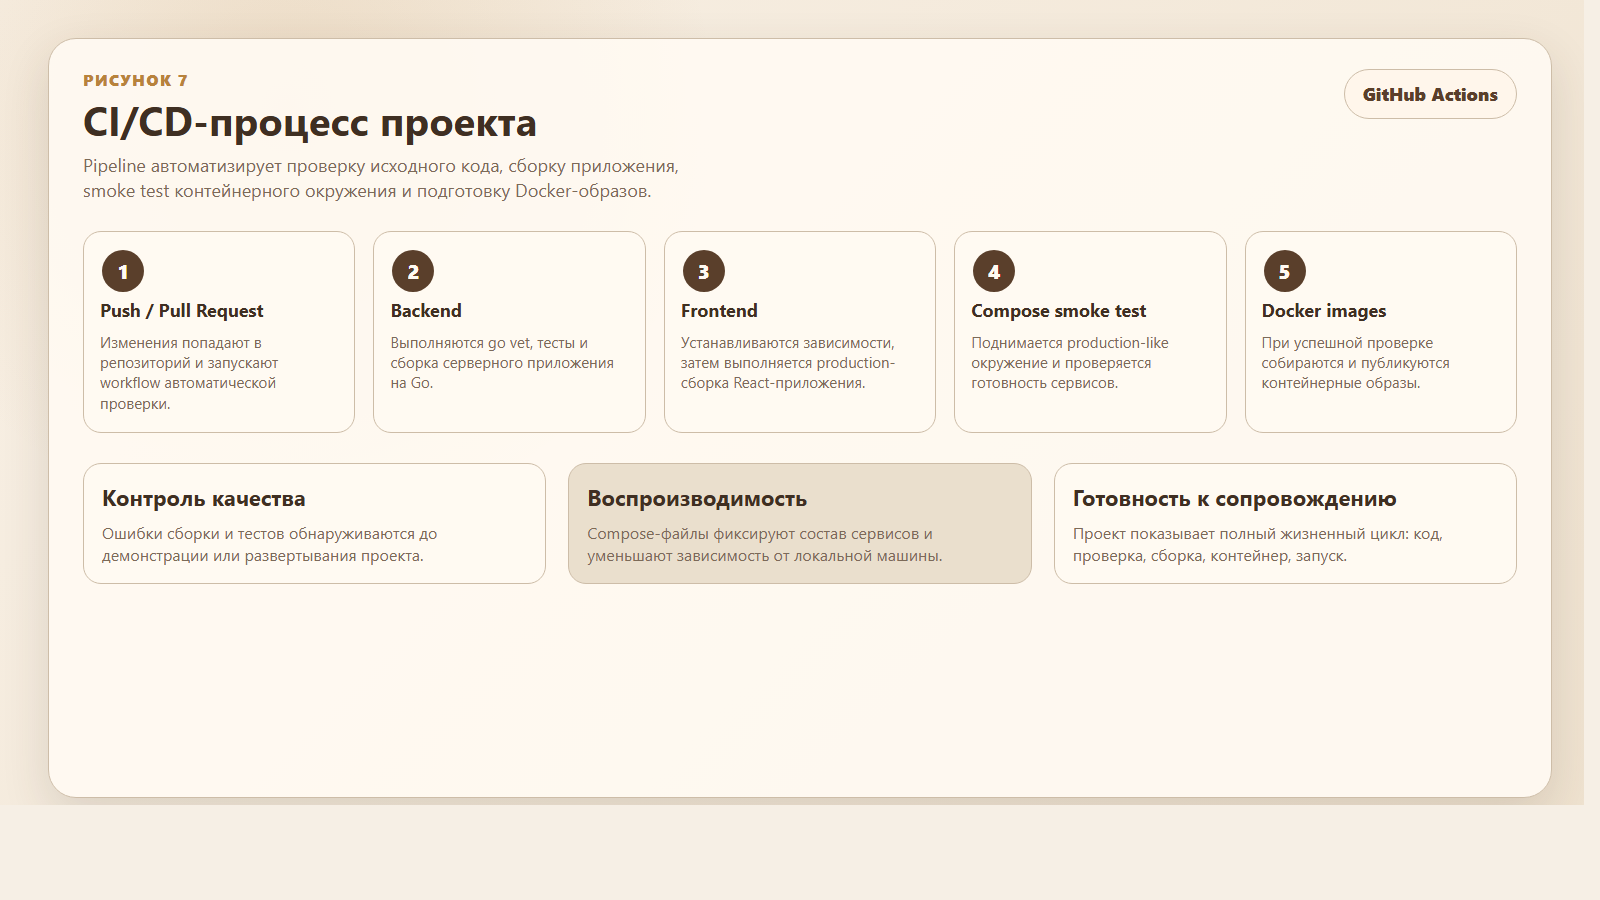 РИСУНОК 7
GitHub Actions
CI/CD-процесс проекта
Pipeline автоматизирует проверку исходного кода, сборку приложения,
smoke test контейнерного окружения и подготовку Docker-образов.
1
Push / Pull Request
Изменения попадают в
репозиторий и запускают
workflow автоматической
проверки.
2
Backend
Выполняются go vet, тесты и
сборка серверного приложения
на Go.
3
Frontend
Устанавливаются зависимости,
затем выполняется production-
сборка React-приложения.
4
Compose smoke test
Поднимается production-like
окружение и проверяется
готовность сервисов.
5
Docker images
При успешной проверке
собираются и публикуются
контейнерные образы.
Контроль качества
Ошибки сборки и тестов обнаруживаются до
демонстрации или развертывания проекта.
Воспроизводимость
Compose-файлы фиксируют состав сервисов и
уменьшают зависимость от локальной машины.
Готовность к сопровождению
Проект показывает полный жизненный цикл: код,
проверка, сборка, контейнер, запуск.